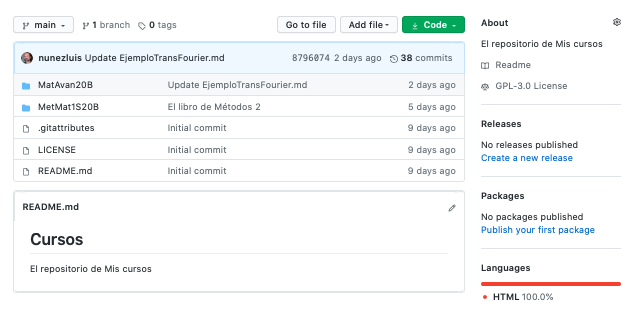 main 1 branch 0 tags Go to file Add file Code
nunezluis Update EjemploTransFourier.md 8796074 2 days ago 38 commits
MatAvan20B Update EjemploTransFourier.md 2 days ago
MetMat1S20B El libro de Métodos 2 5 days ago
.gitattributes Initial commit 9 days ago
LICENSE Initial commit 9 days ago
README.md Initial commit 9 days ago
README.md
Cursos
El repositorio de Mis cursos
About
El repositorio de Mis cursos
Readme
GPL-3.0 License
Releases
No releases published
Create a new release
Packages
No packages published
Publish your first package
Languages
HTML 100.0%